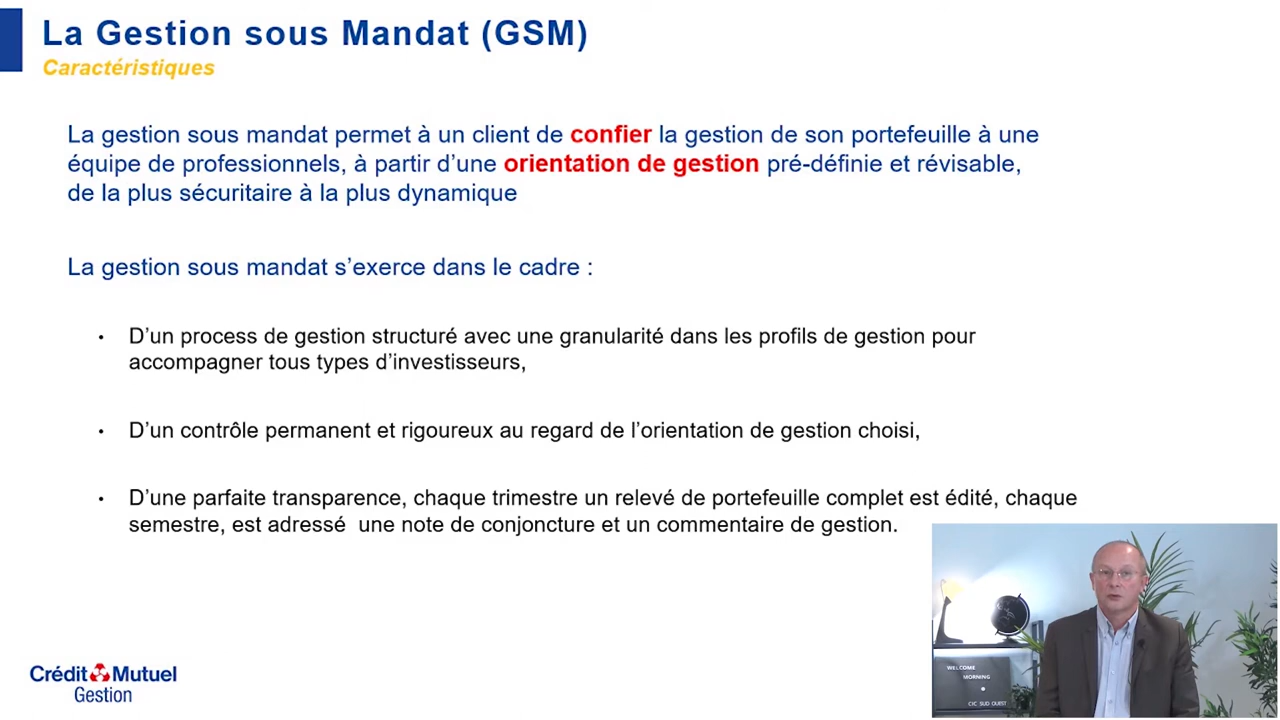 La Gestion sous Mandat (GSM)
Caractéristiques
La gestion sous mandat permet à un client de confier la gestion de son portefeuille à une
équipe de professionnels, à partir d’une orientation de gestion pré-définie et révisable,
de la plus sécuritaire à la plus dynamique
La gestion sous mandat s’exerce dans le cadre :
• D’un process de gestion structuré avec une granularité dans les profils de gestion pour
accompagner tous types d’investisseurs,
• D’un contrôle permanent et rigoureux au regard de l’orientation de gestion choisi,
• D’une parfaite transparence, chaque trimestre un relevé de portefeuille complet est édité, chaque
semestre, est adressé  une note de conjoncture et un commentaire de gestion.
WELCOME
MORNING
CIC SUD OUEST
Crédit Mutuel
Gestion